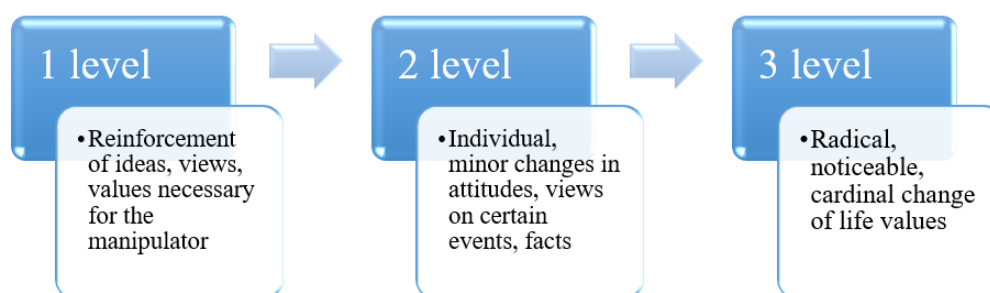 1 level
•Reinforcement
of ideas, views,
values necessary
for the
manipulator
2 level
•Individual,
minor changes in
attitudes, views
on certain
events, facts
3 level
•Radical,
noticeable,
cardinal change
of life values